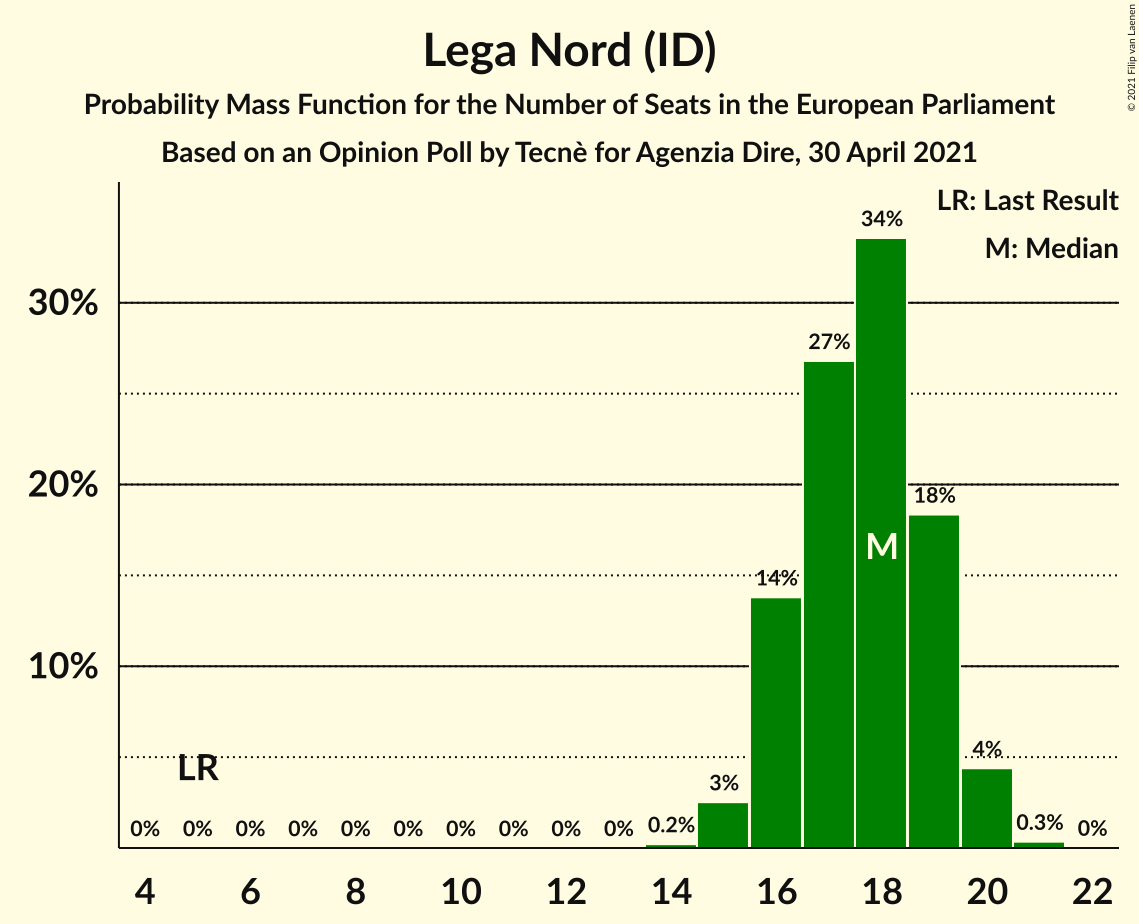 Lega Nord (ID)
Probability Mass Function for the Number of Seats in the European Parliament
Based on an Opinion Poll by Tecnè for Agenzia Dire, 30 April 2021
© 2021 Filip van Laenen
LR: Last Result
M: Median
34%
30%
27%
20%
18%
M
14%
10%
LR
4%
3%
0% 0% 0% 0% 0% 0% 0% 0% 0% 0% 0.2% 0.3% 0%
4 6 8 10 12 14 16 18 20 22